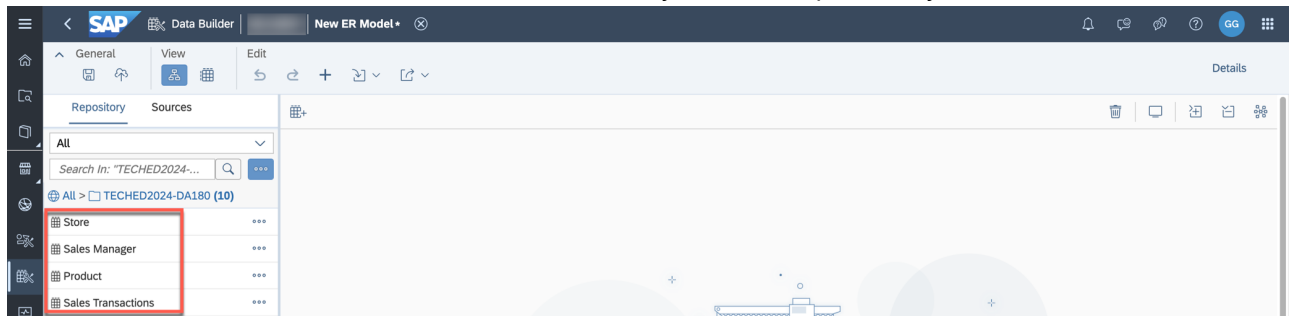 SAP Data Builder New ER Model* GG
General View Edit
Details
Repository Sources
All
Search In: "TECHED2024-...
All > TECHED2024-DA180 (10)
Store
Sales Manager
Product
Sales Transactions